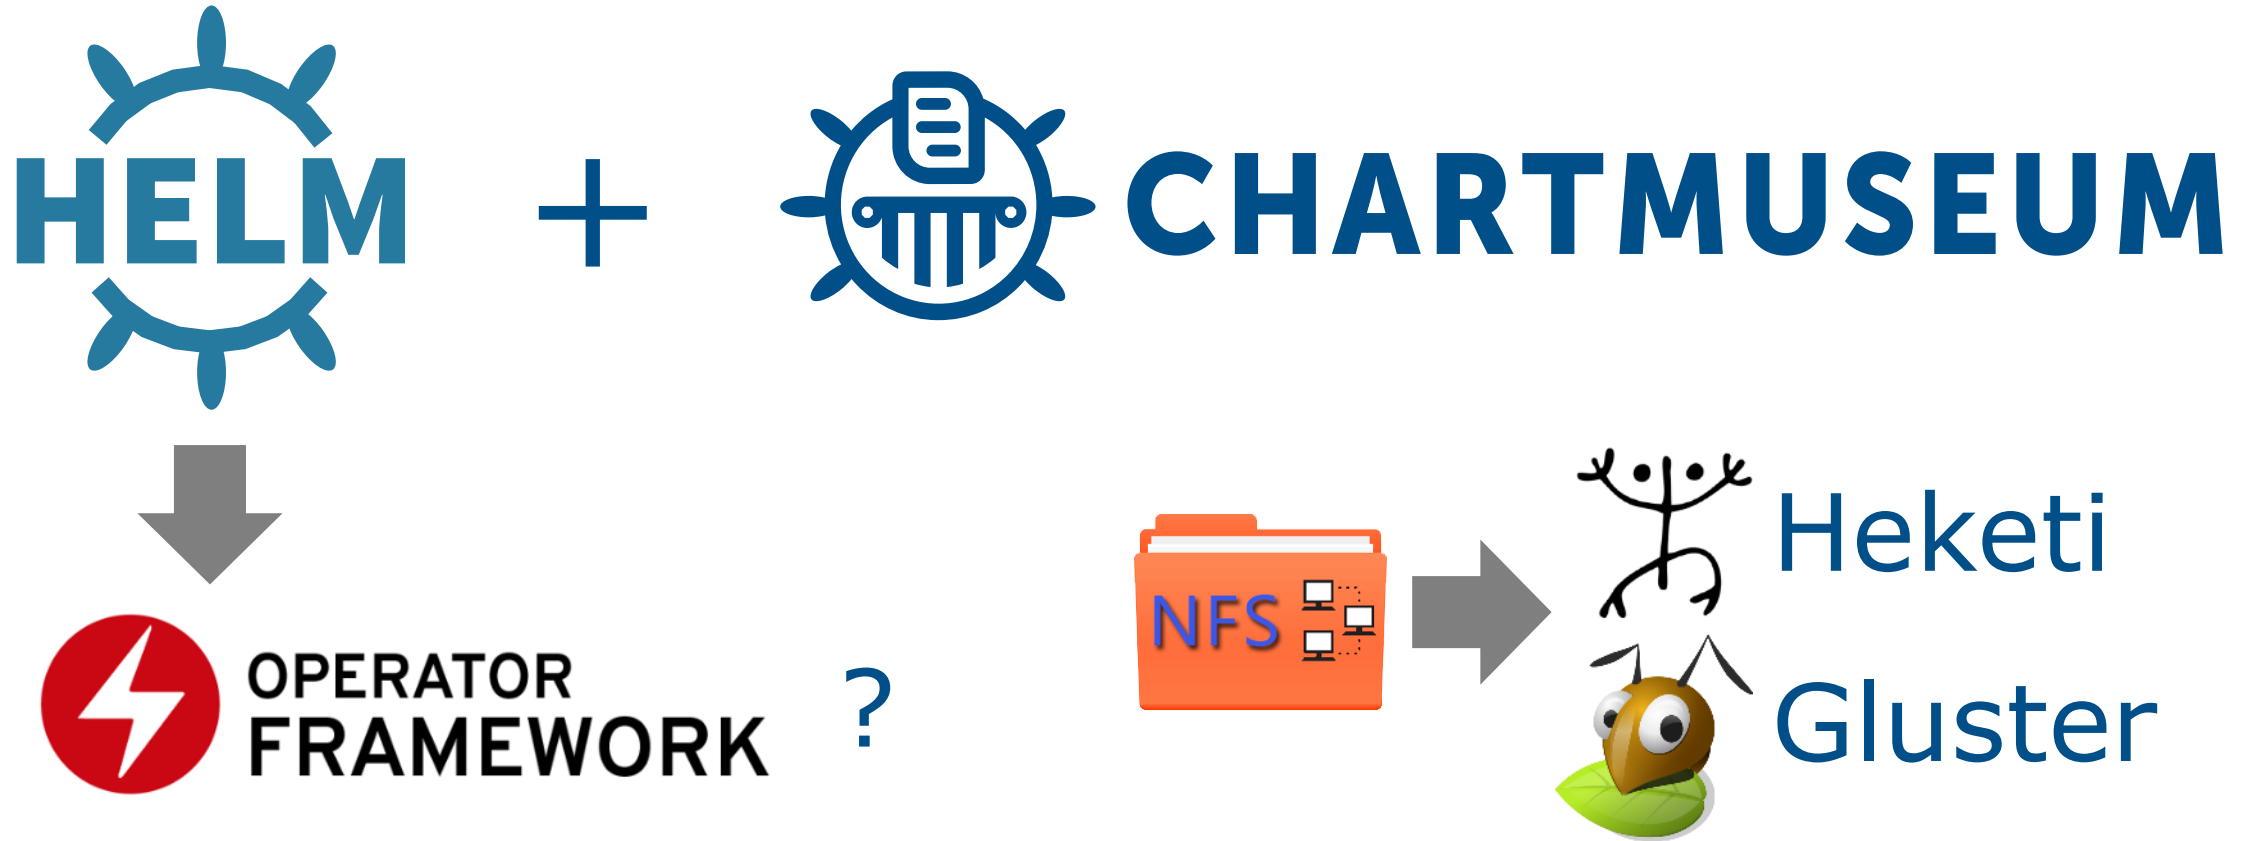 HELM
+
CHARTMUSEUM
OPERATOR
FRAMEWORK
?
NFS
Heketi
Gluster